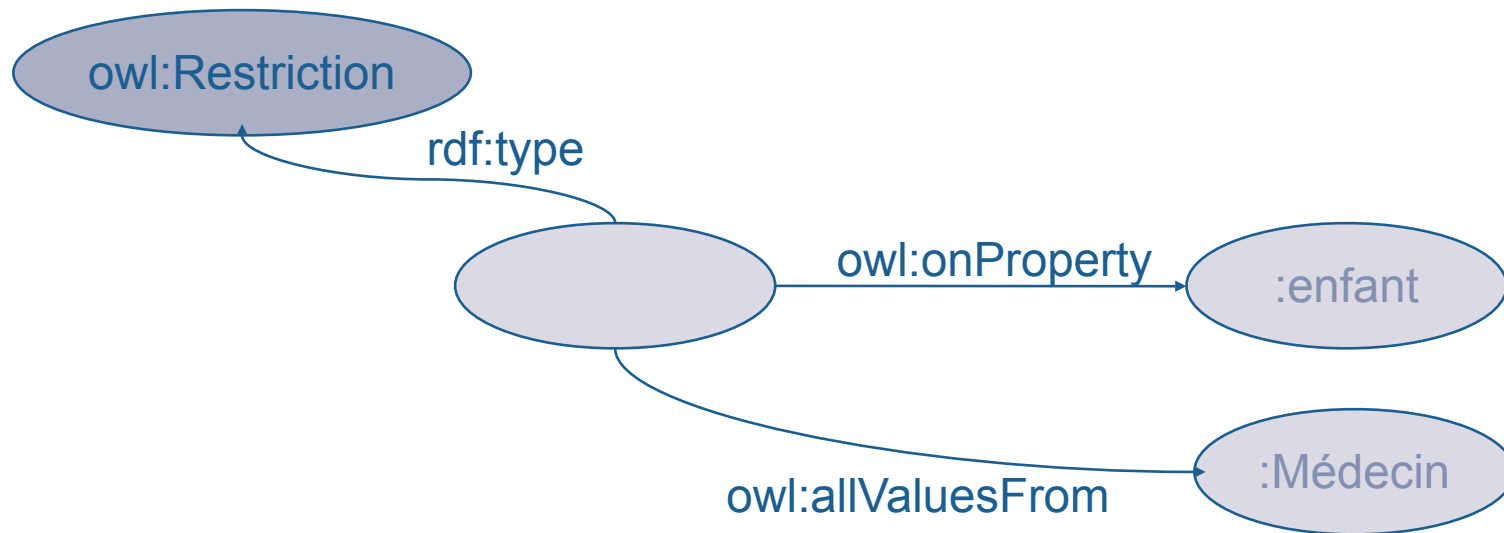 owl:Restriction
rdf:type
owl:onProperty
:enfant
:Médecin
owl:allValuesFrom